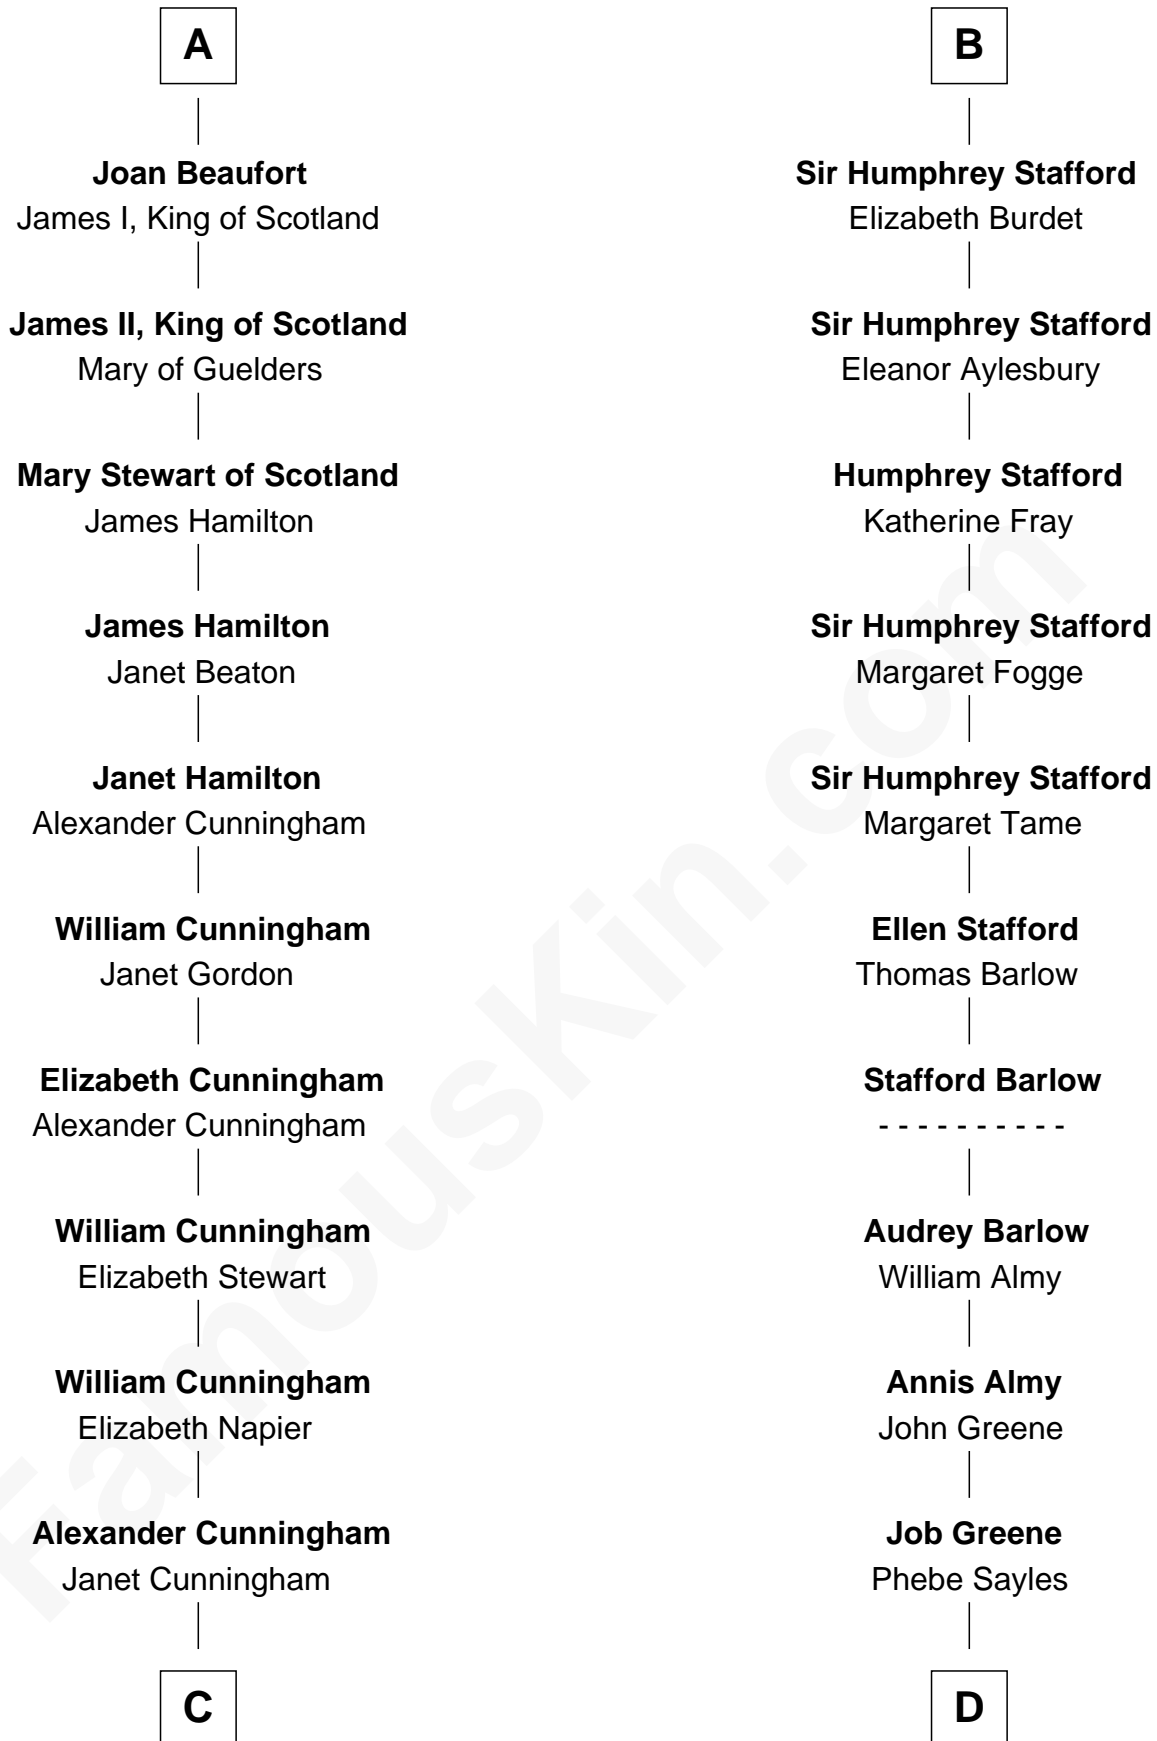 A
Joan Beaufort
James I, King of Scotland
James II, King of Scotland
Mary of Guelders
Mary Stewart of Scotland
James Hamilton
James Hamilton
Janet Beaton
Janet Hamilton
Alexander Cunningham
William Cunningham
Janet Gordon
Elizabeth Cunningham
Alexander Cunningham
William Cunningham
Elizabeth Stewart
William Cunningham
Elizabeth Napier
Alexander Cunningham
Janet Cunningham
C
B
Sir Humphrey Stafford
Elizabeth Burdet
Sir Humphrey Stafford
Eleanor Aylesbury
Humphrey Stafford
Katherine Fray
Sir Humphrey Stafford
Margaret Fogge
Sir Humphrey Stafford
Margaret Tame
Ellen Stafford
Thomas Barlow
Stafford Barlow
- - - - - - - - - -
Audrey Barlow
William Almy
Annis Almy
John Greene
Job Greene
Phebe Sayles
D
FamousKin.com